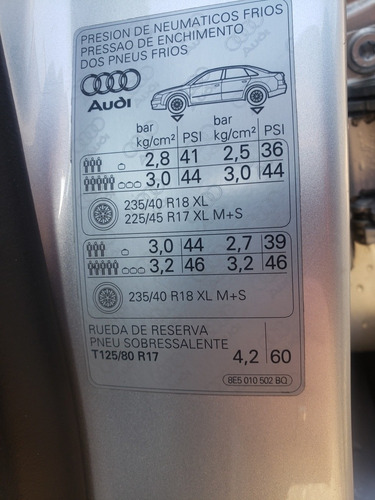 PRESION DE NEUMATICOS FRIOS
PRESSAO DE ENCHIMENTO
DOS PNEUS FRIOS
Audi
bar kg/cm² PSI bar kg/cm² PSI
2,8 41 2,5 36
3,0 44 3,0 44
235/40 R18 XL
225/45 R17 XL M+S
3,0 44 2,7 39
3,2 46 3,2 46
235/40 R18 XL M+S
RUEDA DE RESERVA
PNEU SOBRESSALENTE
T125/80 R17 4,2 60
8E5 010 502 BQ